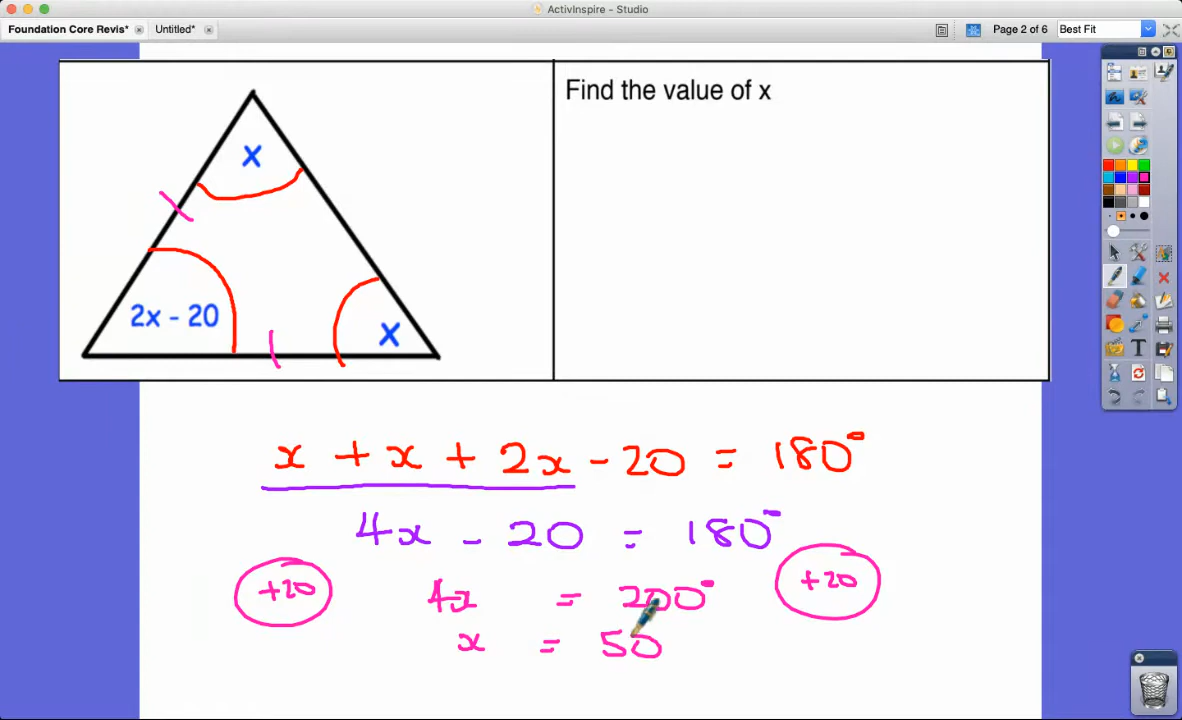 ActivInspire - Studio
Foundation Core Revis* Untitled* Page 2 of 6 Best Fit
Find the value of x
x
2x - 20
x
x + x + 2x - 20 = 180°
4x - 20 = 180°
+20 4x = 200° +20
x = 50
T